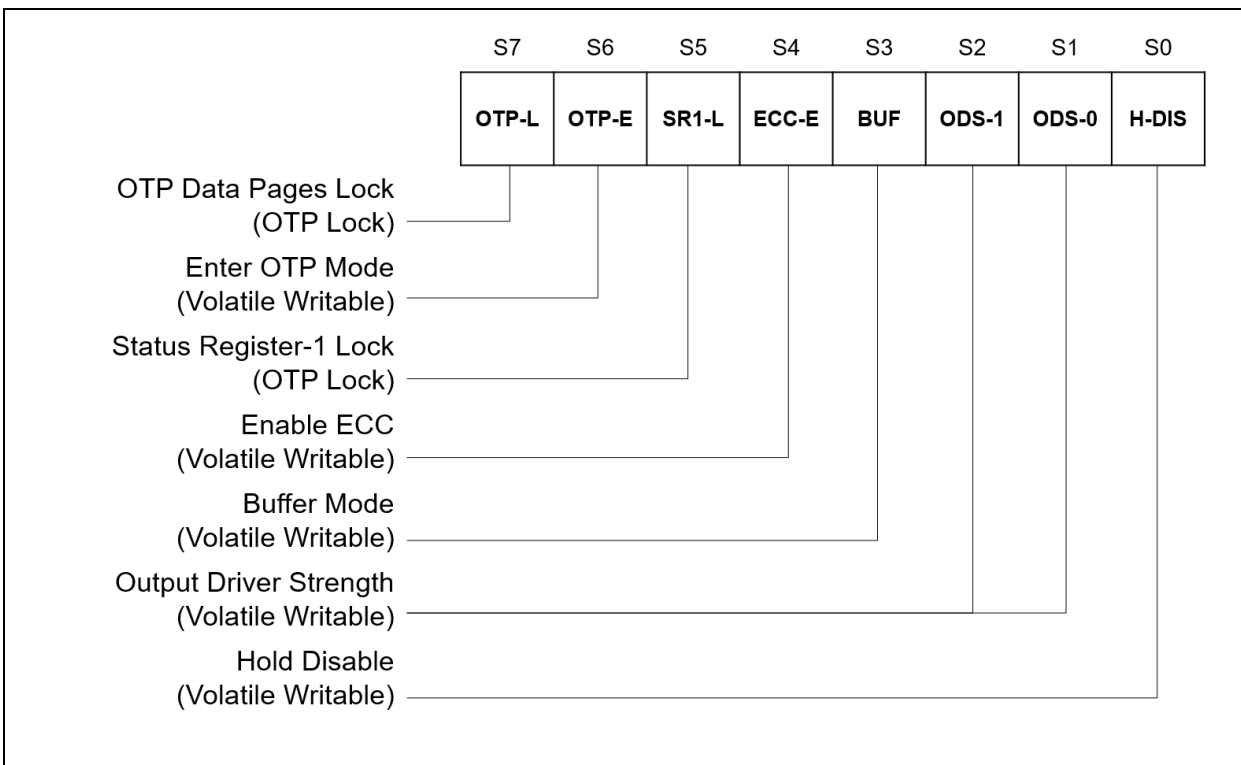 S7 S6 S5 S4 S3 S2 S1 S0
OTP-L OTP-E SR1-L ECC-E BUF ODS-1 ODS-0 H-DIS
OTP Data Pages Lock
(OTP Lock)
Enter OTP Mode
(Volatile Writable)
Status Register-1 Lock
(OTP Lock)
Enable ECC
(Volatile Writable)
Buffer Mode
(Volatile Writable)
Output Driver Strength
(Volatile Writable)
Hold Disable
(Volatile Writable)